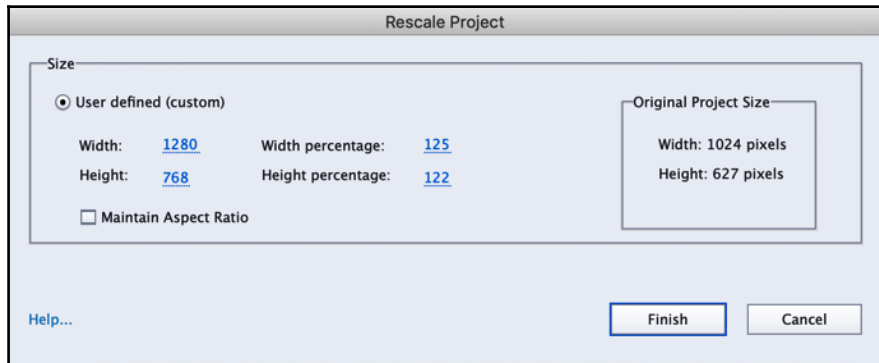 Rescale Project
Size
User defined (custom)
Original Project Size
Width: 1280 Width percentage: 125
Width: 1024 pixels
Height: 768 Height percentage: 122
Height: 627 pixels
Maintain Aspect Ratio
Help...
Finish
Cancel